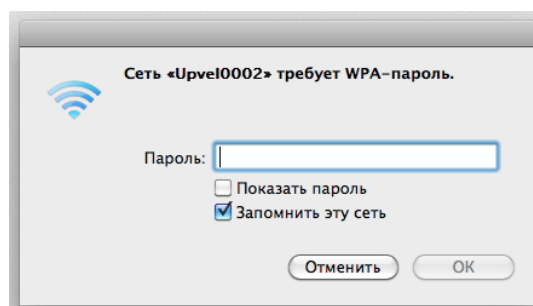 Сеть «Upvel0002» требует WPA-пароль.
Пароль:
Показать пароль
Запомнить эту сеть
Отменить OK